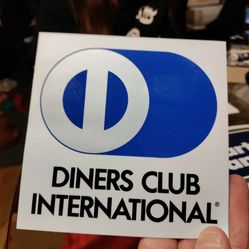 DINERS CLUB
INTERNATIONAL®